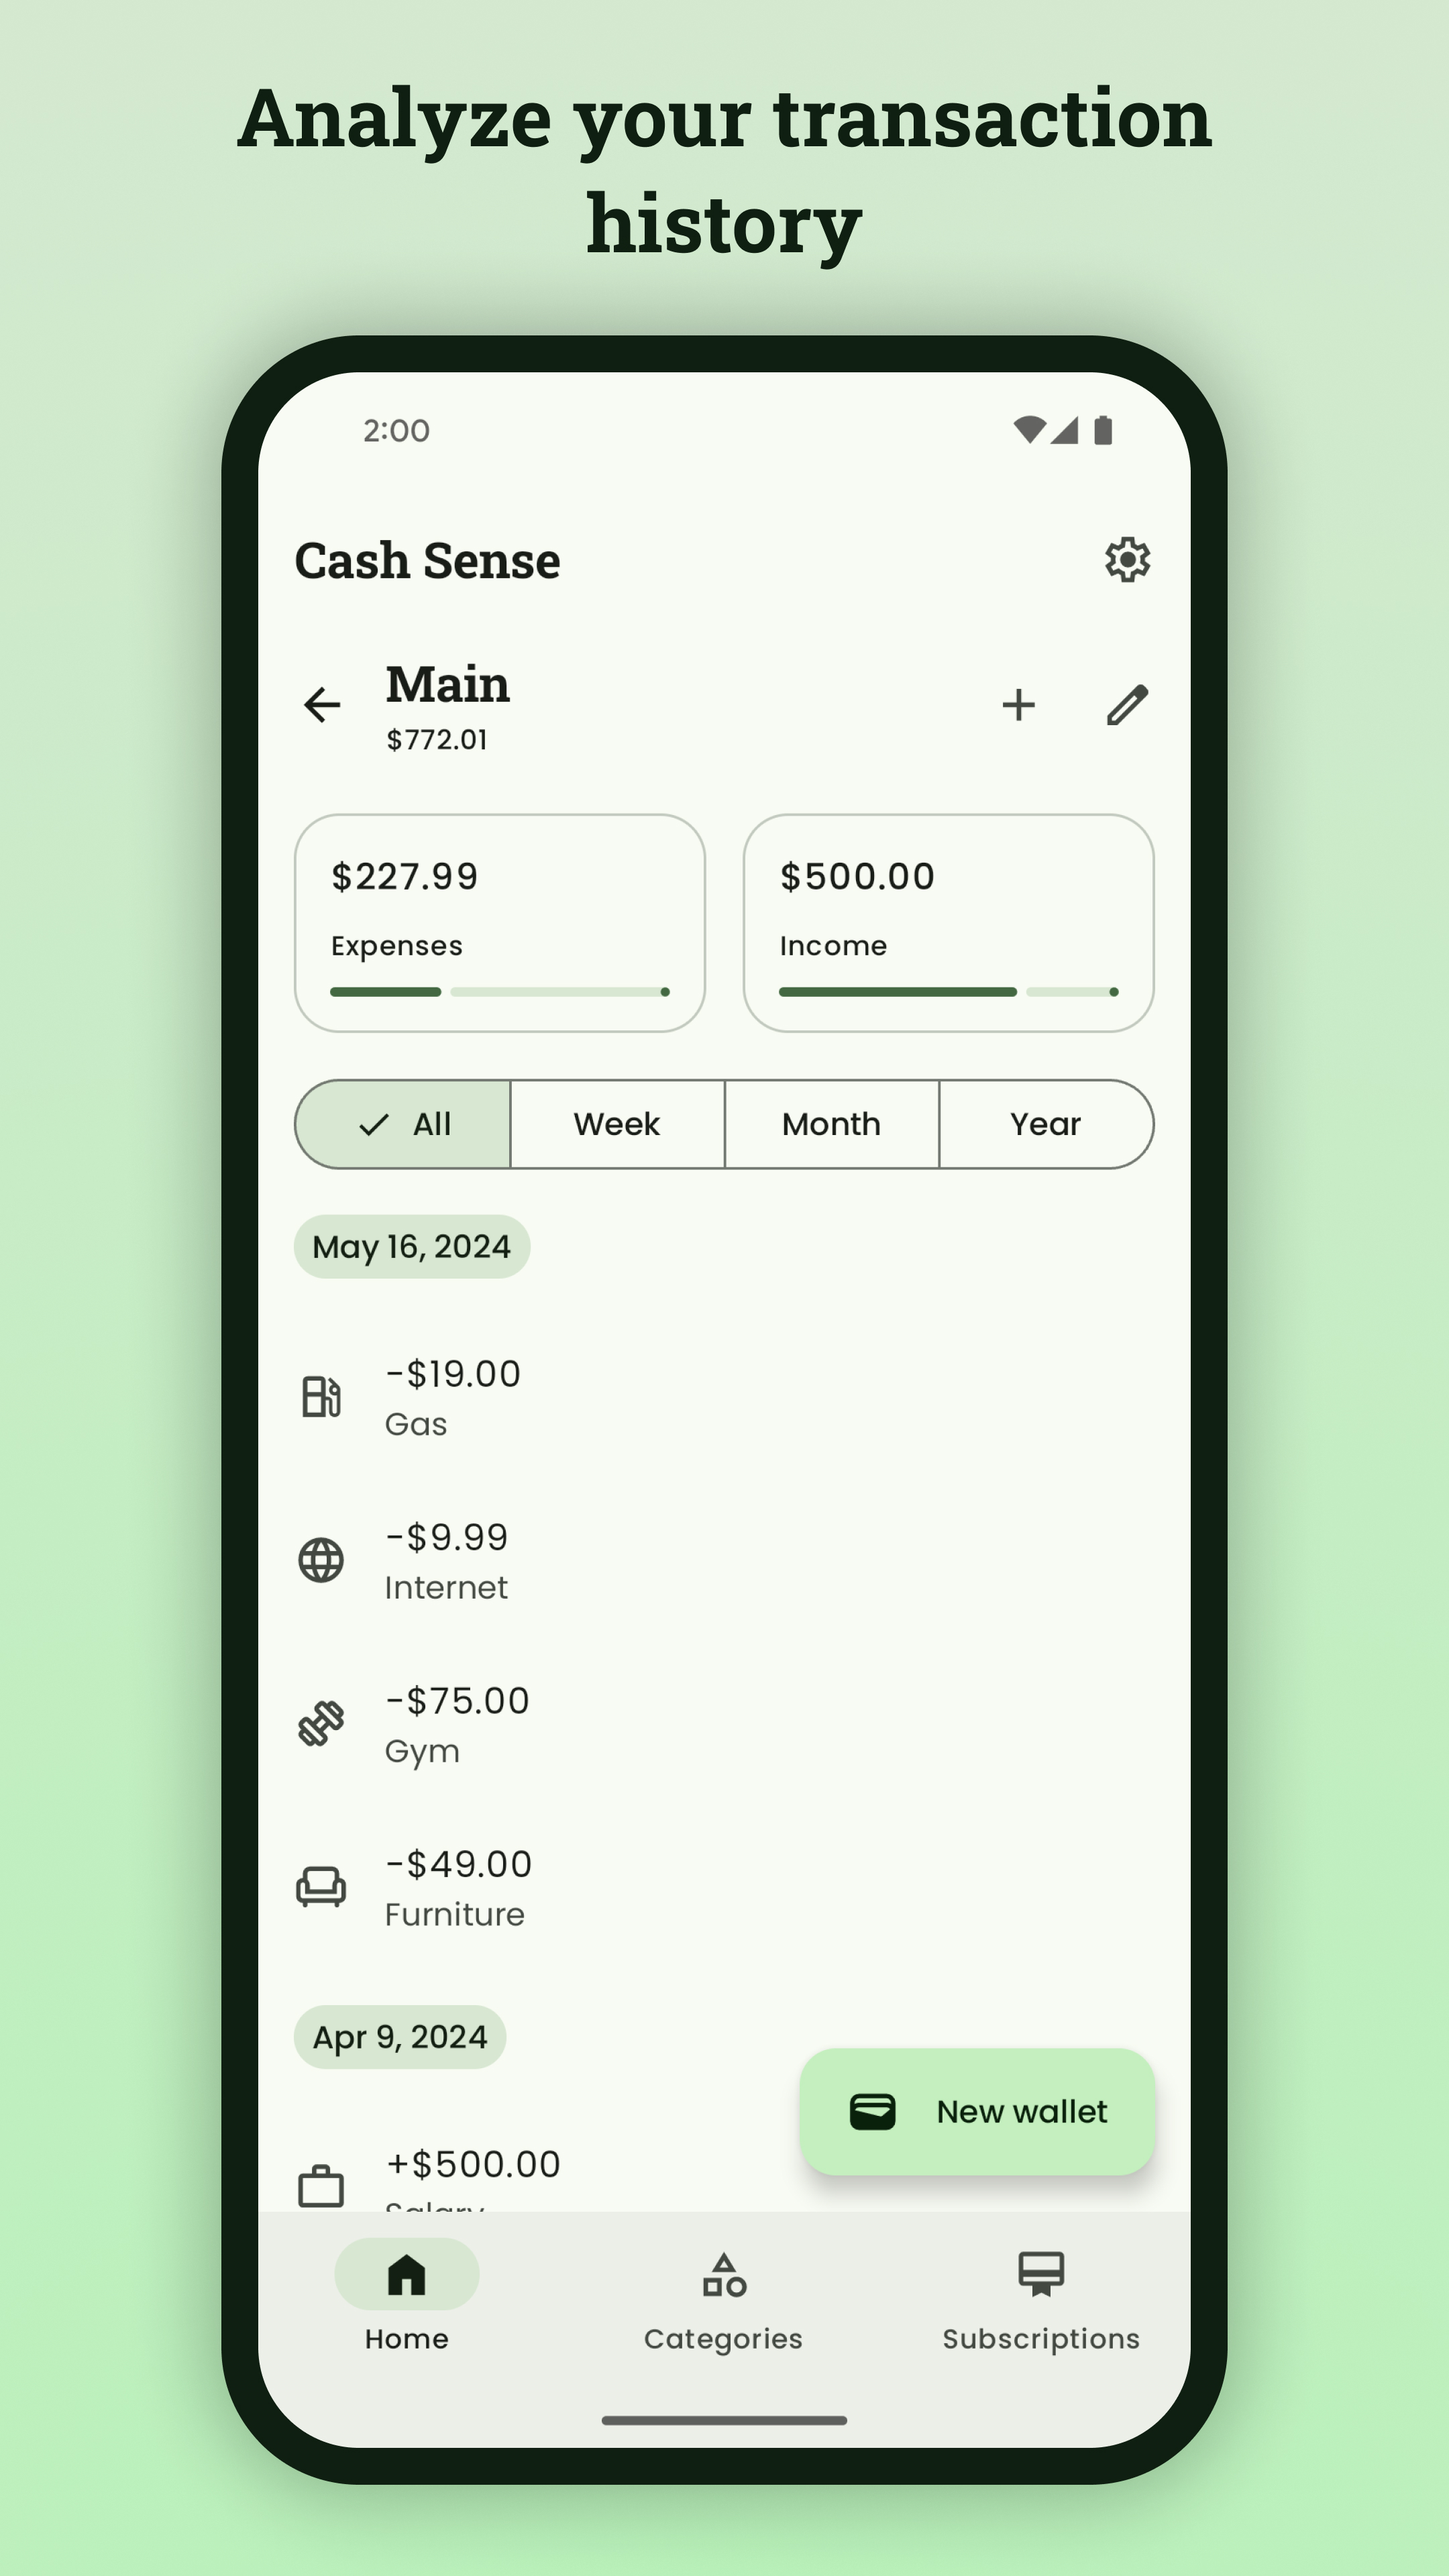 Analyze your transaction
history
2:00
Cash Sense
Main
$772.01
$227.99
Expenses
$500.00
Income
All
Week
Month
Year
May 16, 2024
-$19.00
Gas
-$9.99
Internet
-$75.00
Gym
-$49.00
Furniture
Apr 9, 2024
+$500.00
Salary
New wallet
Home
Categories
Subscriptions